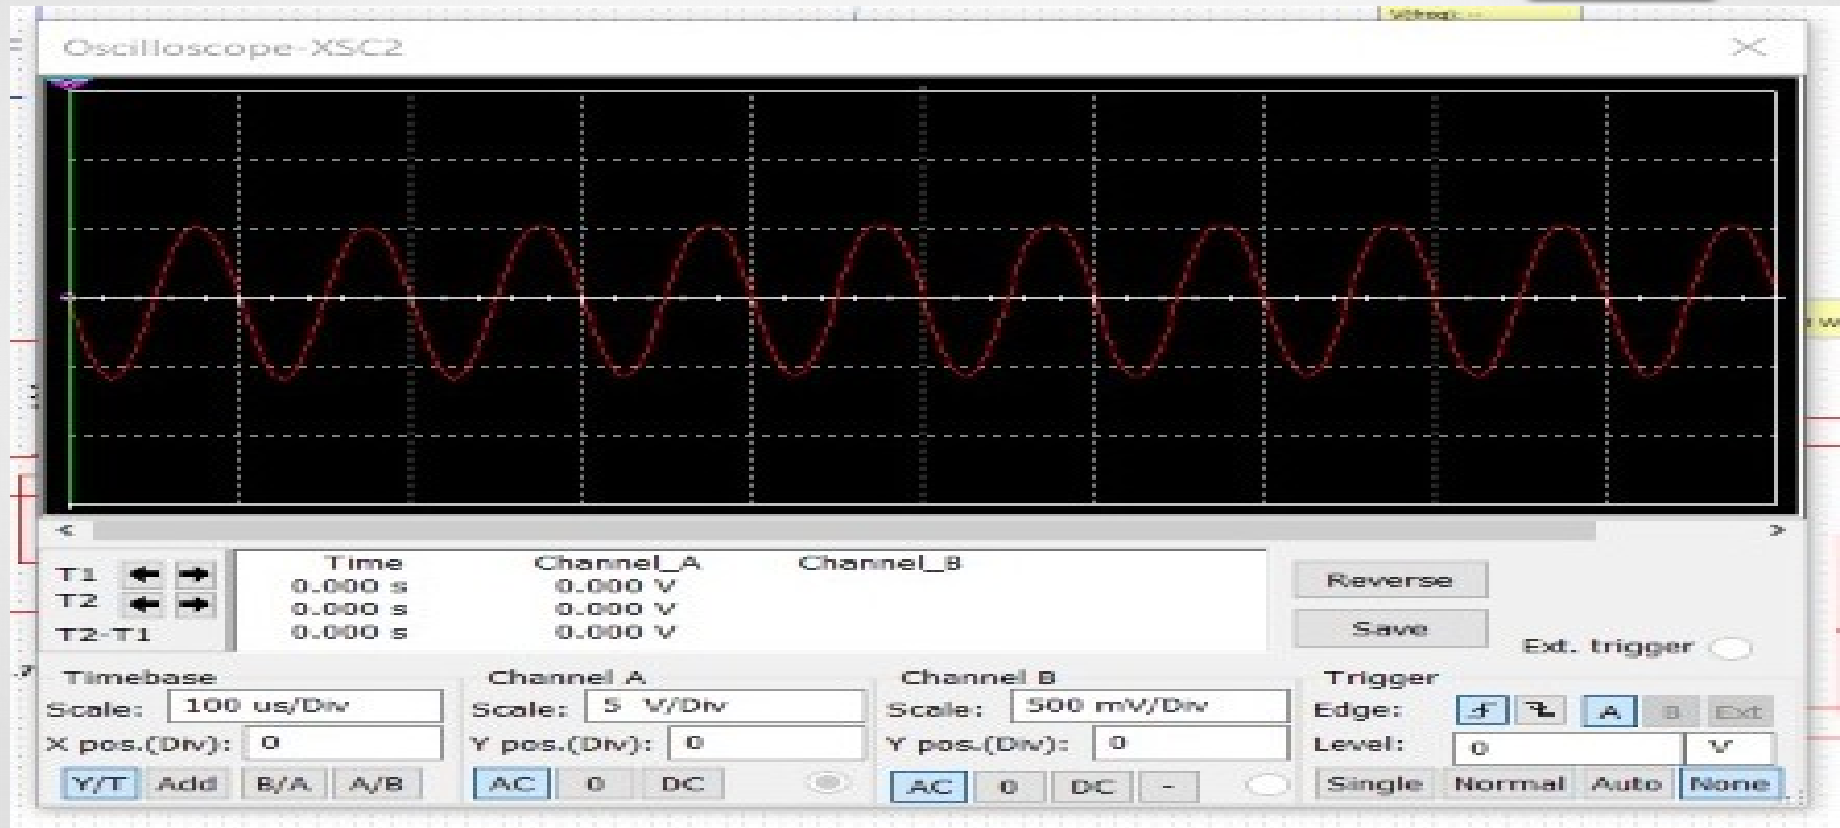 Oscilloscope-XSC2
Time Channel_A Channel_B
T1 0.000 s 0.000 V
T2 0.000 s 0.000 V
T2-T1 0.000 s 0.000 V
Reverse
Save
Ext. trigger
Timebase
Scale: 100 us/Div
X pos.(Div): 0
Y/T Add B/A A/B
Channel A
Scale: 5 V/Div
Y pos.(Div): 0
AC 0 DC
Channel B
Scale: 500 mV/Div
Y pos.(Div): 0
AC 0 DC -
Trigger
Edge: A B Ext
Level: 0 V
Single Normal Auto None